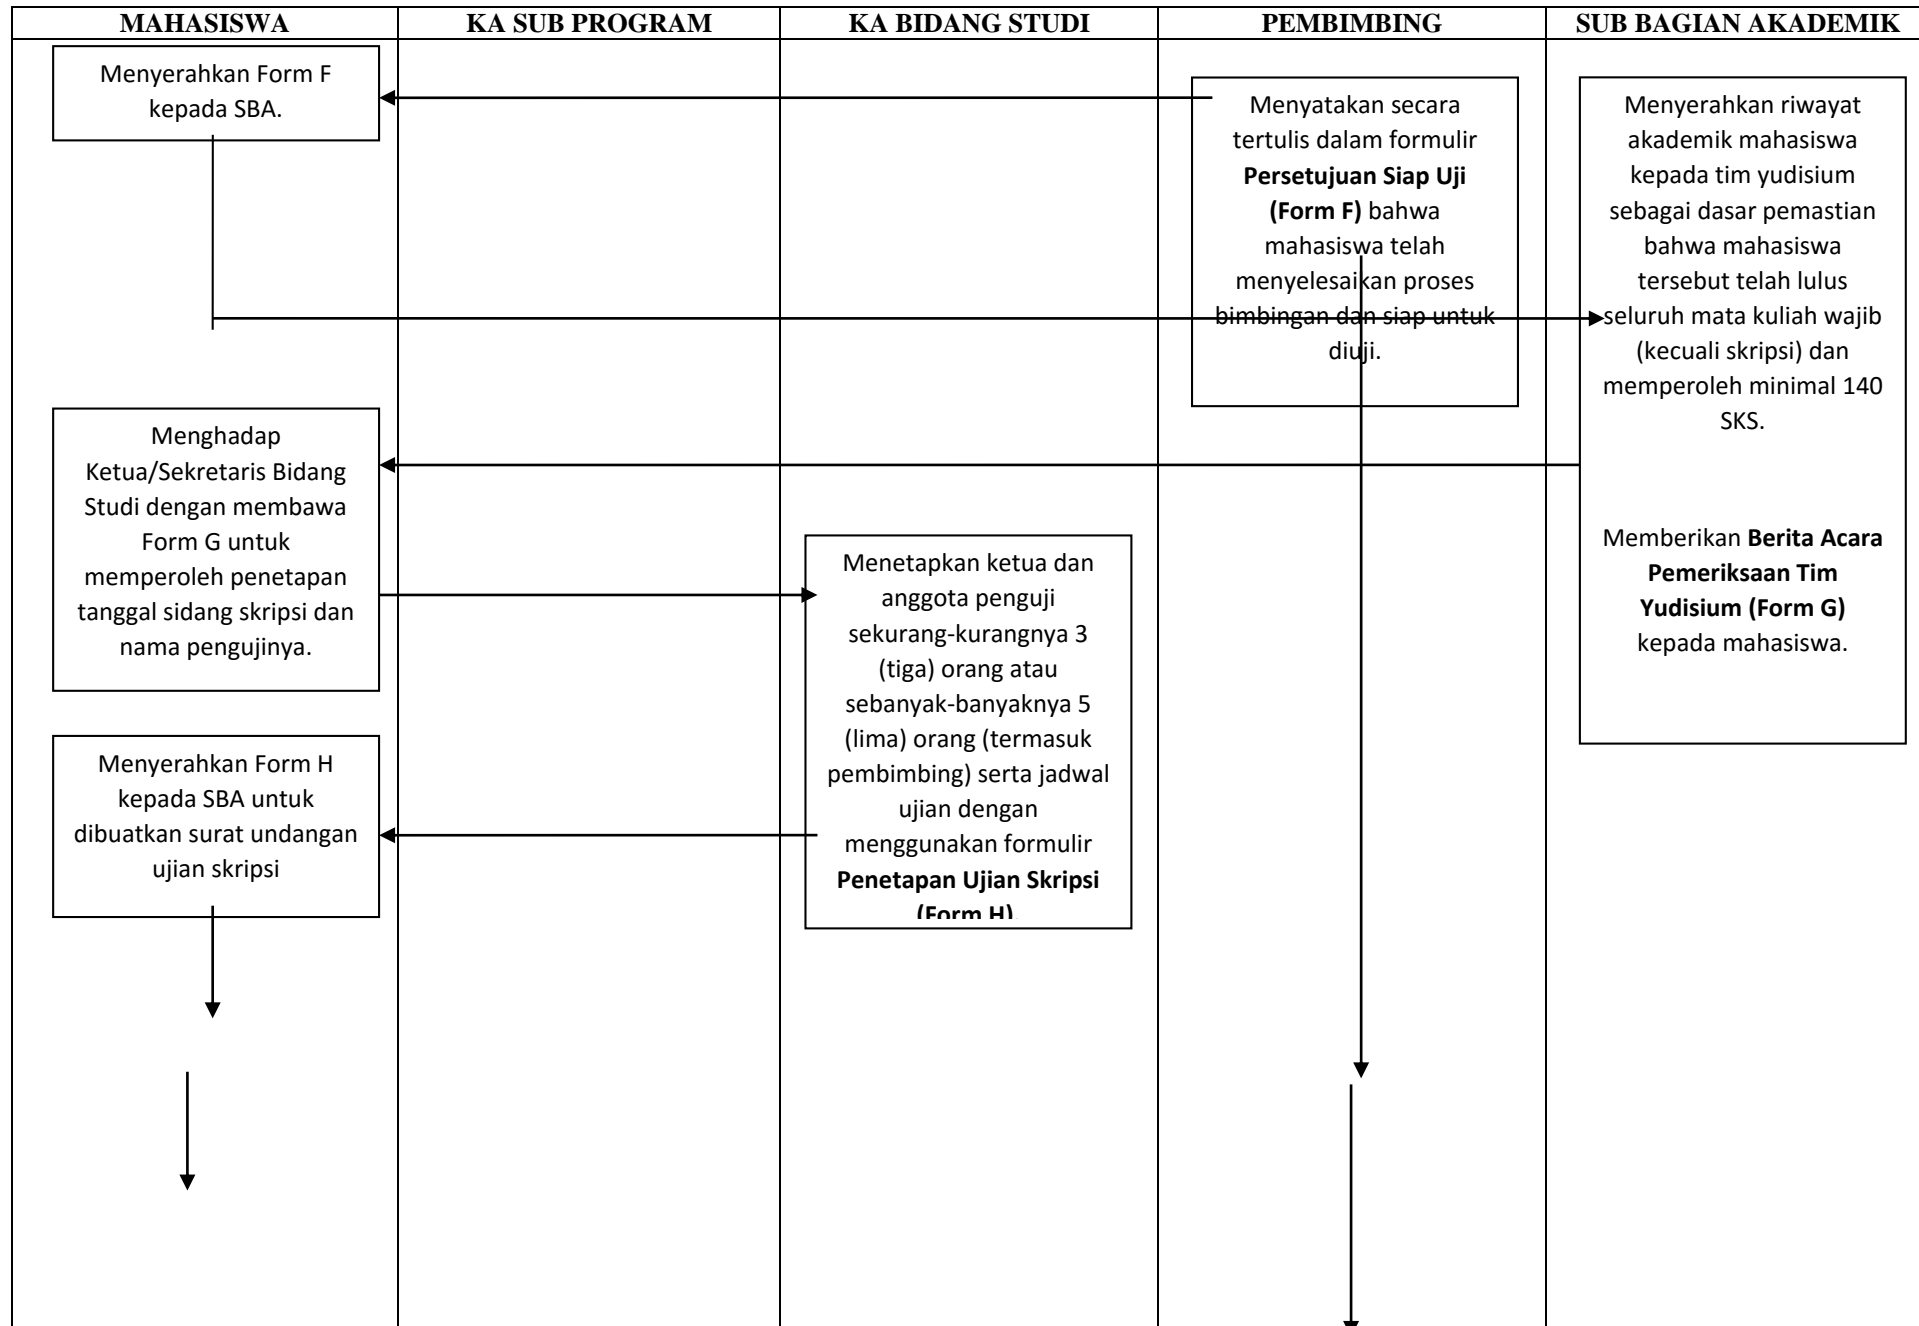 MAHASISWA
KA SUB PROGRAM
KA BIDANG STUDI
PEMBIMBING
SUB BAGIAN AKADEMIK
Menyerahkan Form F
kepada SBA.
Menyatakan secara
tertulis dalam formulir
Persetujuan Siap Uji
(Form F) bahwa
mahasiswa telah
menyelesaikan proses
bimbingan dan siap untuk
diuji.
Menyerahkan riwayat
akademik mahasiswa
kepada tim yudisium
sebagai dasar pemastian
bahwa mahasiswa
tersebut telah lulus
seluruh mata kuliah wajib
(kecuali skripsi) dan
memperoleh minimal 140
SKS.
Memberikan Berita Acara
Pemeriksaan Tim
Yudisium (Form G)
kepada mahasiswa.
Menghadap
Ketua/Sekretaris Bidang
Studi dengan membawa
Form G untuk
memperoleh penetapan
tanggal sidang skripsi dan
nama pengujinya.
Menetapkan ketua dan
anggota penguji
sekurang-kurangnya 3
(tiga) orang atau
sebanyak-banyaknya 5
(lima) orang (termasuk
pembimbing) serta jadwal
ujian dengan
menggunakan formulir
Penetapan Ujian Skripsi
(Form H)
Menyerahkan Form H
kepada SBA untuk
dibuatkan surat undangan
ujian skripsi